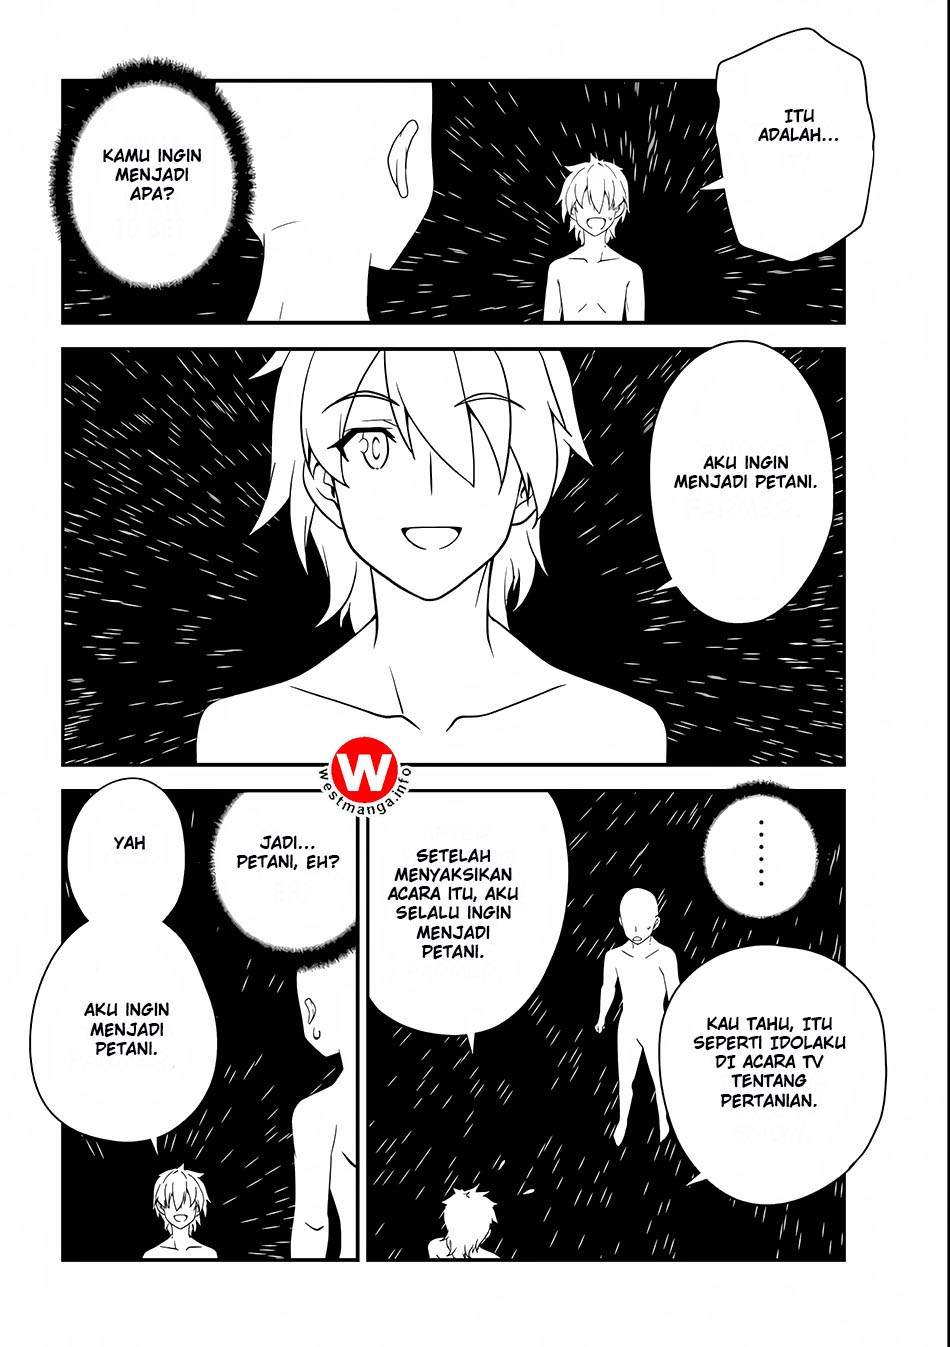 KAMU INGIN
MENJADI
APA?
ITU
ADALAH...
AKU INGIN
MENJADI PETANI.
YAH
JADI...
PETANI, EH?
AKU INGIN
MENJADI
PETANI.
SETELAH
MENYAKSIKAN
ACARA ITU, AKU
SELALU INGIN
MENJADI
PETANI.
......
KAU TAHU, ITU
SEPERTI IDOLAKU
DI ACARA TV
TENTANG
PERTANIAN.
W
westmanga.info